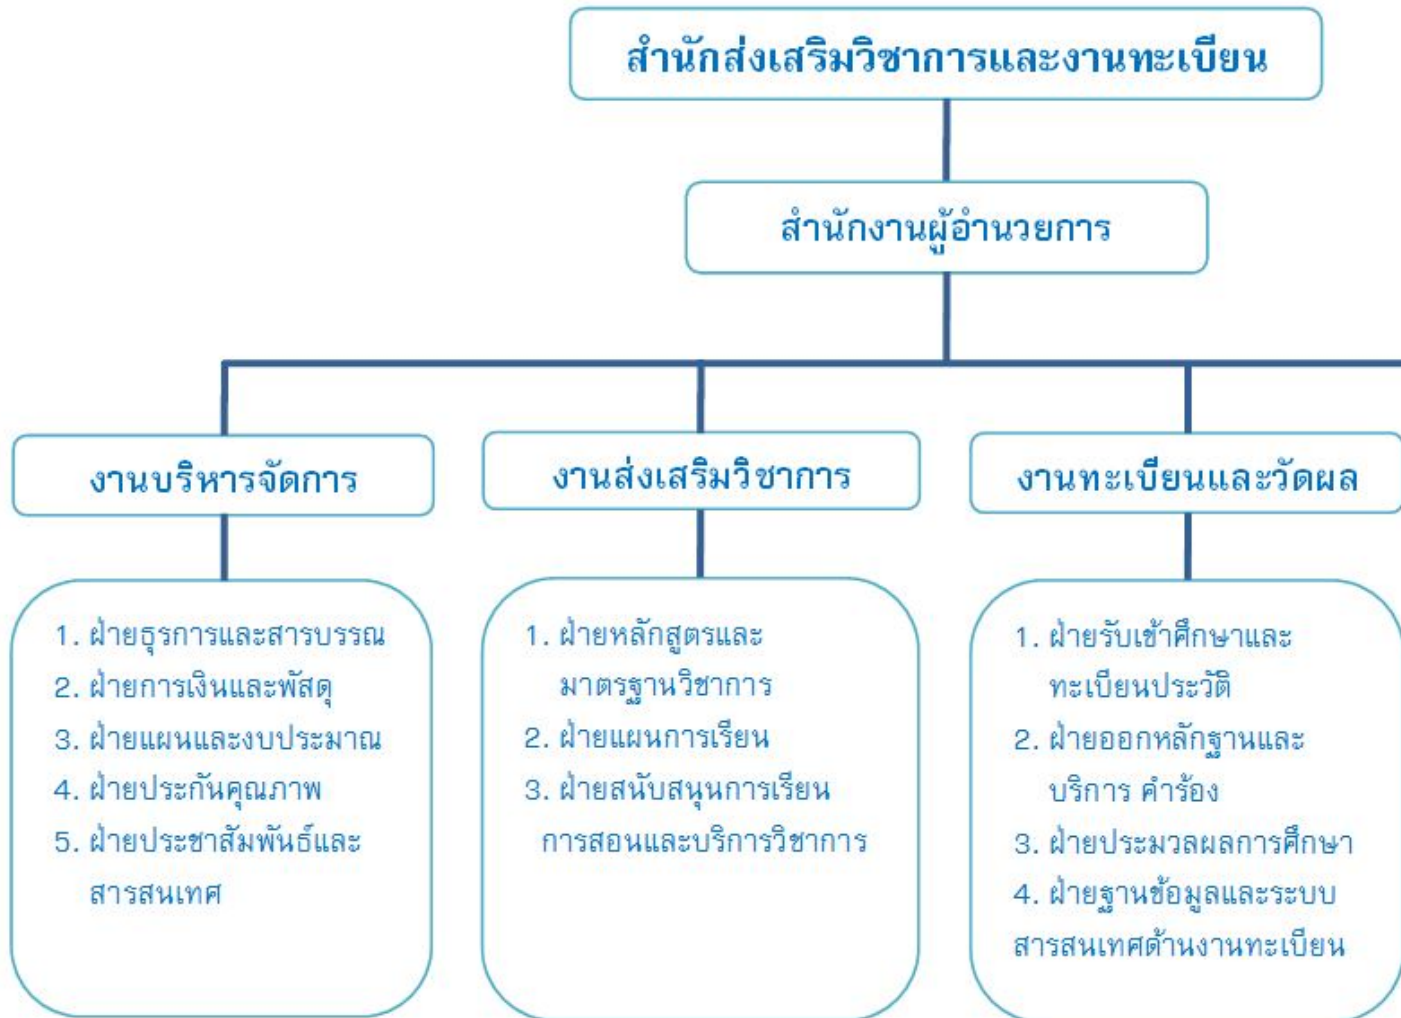 สำนักส่งเสริมวิชาการและงานทะเบียน
สำนักงานผู้อำนวยการ
งานบริหารจัดการ
1. ฝ่ายธุรการและสารบรรณ
2. ฝ่ายการเงินและพัสดุ
3. ฝ่ายแผนและงบประมาณ
4. ฝ่ายประกันคุณภาพ
5. ฝ่ายประชาสัมพันธ์และ
สารสนเทศ
งานส่งเสริมวิชาการ
1. ฝ่ายหลักสูตรและ
มาตรฐานวิชาการ
2. ฝ่ายแผนการเรียน
3. ฝ่ายสนับสนุนการเรียน
การสอนและบริการวิชาการ
งานทะเบียนและวัดผล
1. ฝ่ายรับเข้าศึกษาและ
ทะเบียนประวัติ
2. ฝ่ายออกหลักฐานและ
บริการ คำร้อง
3. ฝ่ายประมวลผลการศึกษา
4. ฝ่ายฐานข้อมูลและระบบ
สารสนเทศด้านงานทะเบียน